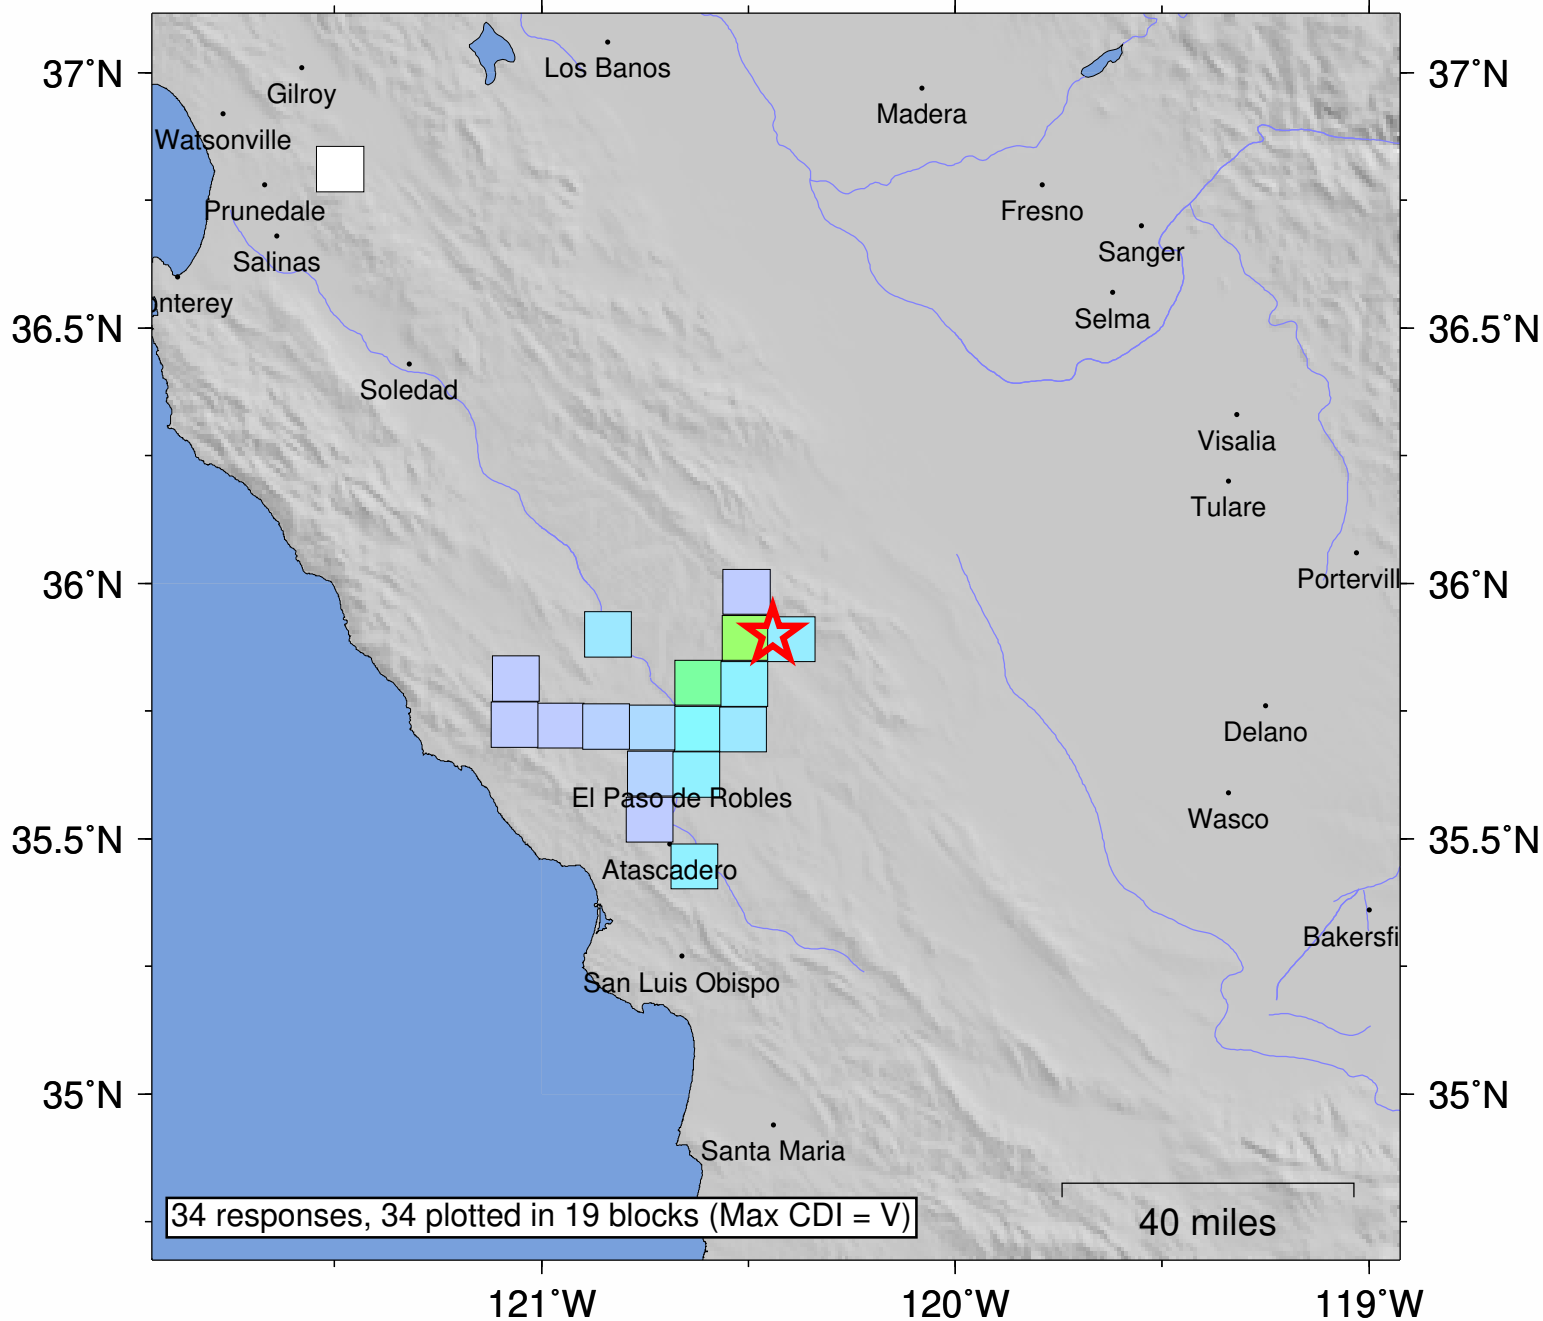 37°N
37°N
Los Banos
Gilroy
Madera
Watsonville
Prunedale
Fresno
Sanger
Salinas
nterey
Selma
36.5°N
36.5°N
Soledad
Visalia
Tulare
36°N
36°N
Portervill
Delano
El Paso de Robles
Wasco
35.5°N
35.5°N
Atascadero
Bakersfi
San Luis Obispo
35°N
35°N
Santa Maria
34 responses, 34 plotted in 19 blocks (Max CDI = V)
40 miles
121°W
120°W
119°W